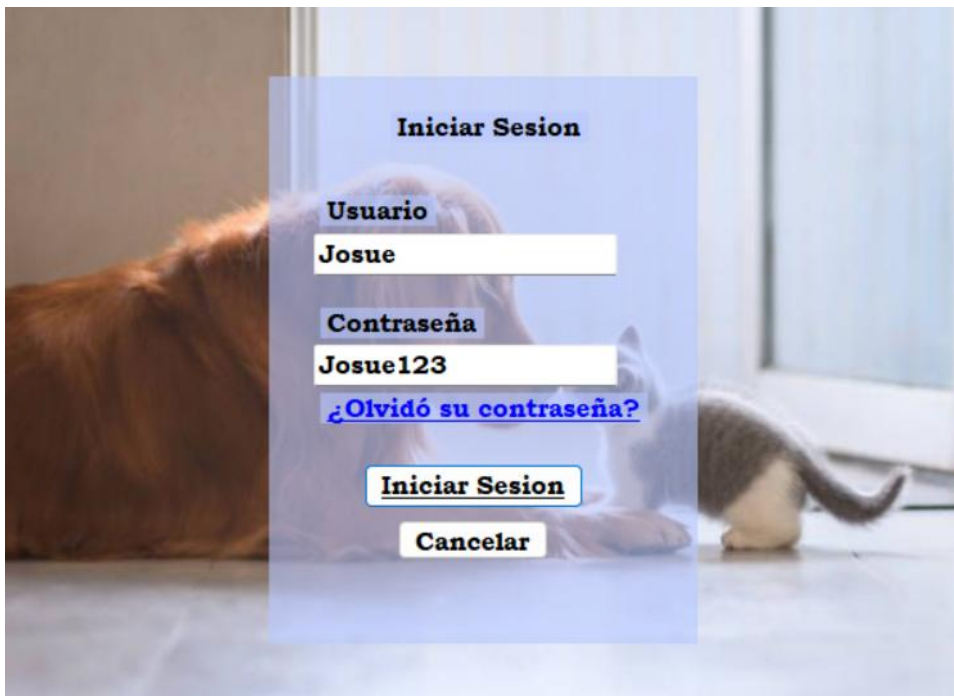 Iniciar Sesion
Usuario
Josue
Contraseña
Josue123
¿Olvidó su contraseña?
Iniciar Sesion
Cancelar